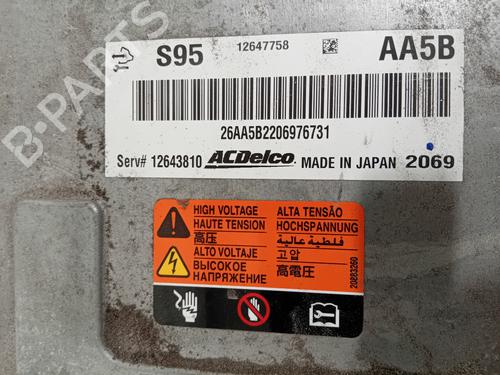 S95 12647758 AA5B
26AA5B2206976731
Serv# 12643810 ACDelco MADE IN JAPAN 2069
HIGH VOLTAGE
HAUTE TENSION
高压
ALTO VOLTAJE
ВЫСОКОЕ
НАПРЯЖЕНИЕ
ALTA TENSÃO
HOCHSPANNUNG
فلطية عالية
고압
高電圧
20883260
B-PARTS